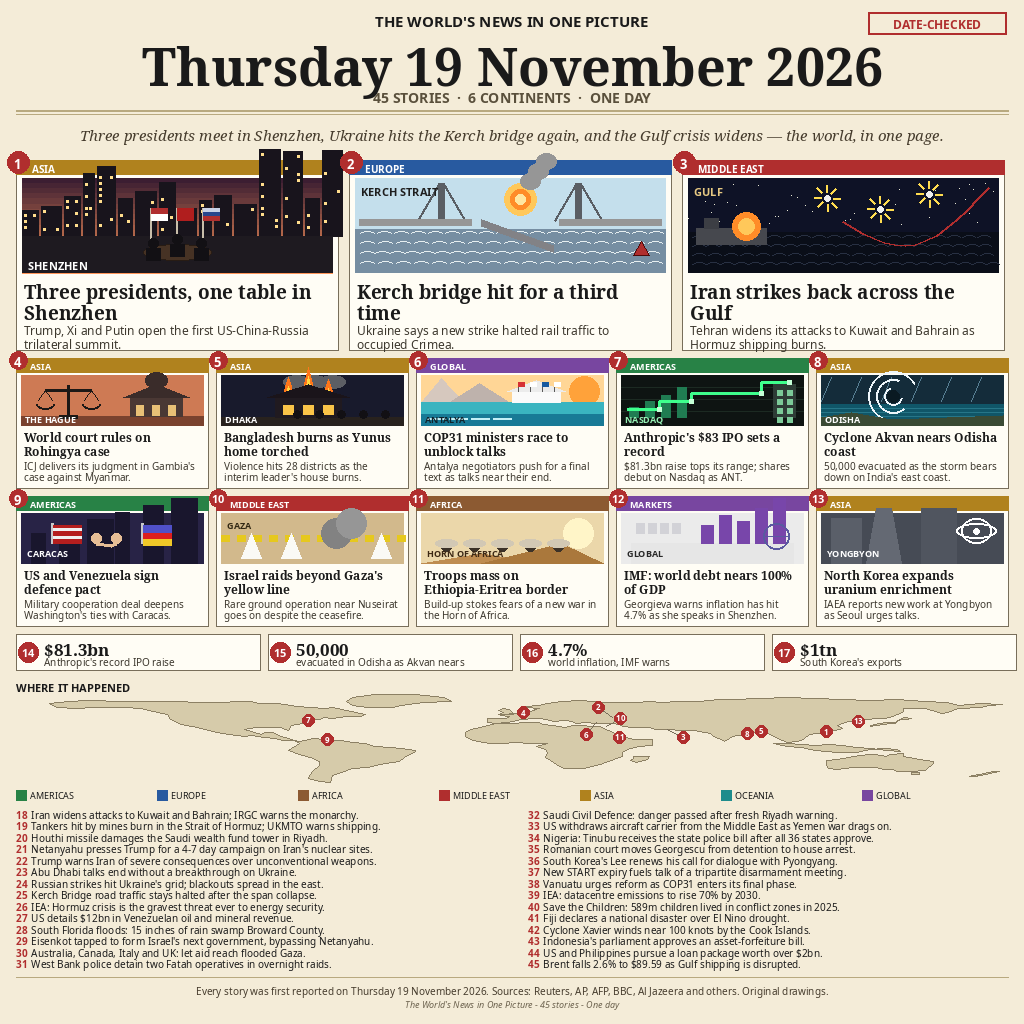 THE WORLD'S NEWS IN ONE PICTURE
DATE-CHECKED
Thursday 19 November 2026
45 STORIES · 6 CONTINENTS · ONE DAY
Three presidents meet in Shenzhen, Ukraine hits the Kerch bridge again, and the Gulf crisis widens — the world, in one page.
1 ASIA
SHENZHEN
Three presidents, one table in
Shenzhen
Trump, Xi and Putin open the first US-China-Russia
trilateral summit.
2 EUROPE
KERCH STRAIT
Kerch bridge hit for a third
time
Ukraine says a new strike halted rail traffic to
occupied Crimea.
3 MIDDLE EAST
GULF
Iran strikes back across the
Gulf
Tehran widens its attacks to Kuwait and Bahrain as
Hormuz shipping burns.
4 ASIA
THE HAGUE
World court rules on
Rohingya case
ICJ delivers its judgment in Gambia's
case against Myanmar.
5 ASIA
DHAKA
Bangladesh burns as Yunus
home torched
Violence hits 28 districts as the
interim leader's house burns.
6 GLOBAL
ANTALYA
COP31 ministers race to
unblock talks
Antalya negotiators push for a final
text as talks near their end.
7 AMERICAS
NASDAQ
Anthropic's $83 IPO sets a
record
$81.3bn raise tops its range; shares
debut on Nasdaq as ANT.
8 ASIA
ODISHA
Cyclone Akvan nears Odisha
coast
50,000 evacuated as the storm bears
down on India's east coast.
9 AMERICAS
CARACAS
US and Venezuela sign
defence pact
Military cooperation deal deepens
Washington's ties with Caracas.
10 MIDDLE EAST
GAZA
Israel raids beyond Gaza's
yellow line
Rare ground operation near Nuseirat
goes on despite the ceasefire.
11 AFRICA
HORN OF AFRICA
Troops mass on
Ethiopia-Eritrea border
Build-up stokes fears of a new war in
the Horn of Africa.
12 MARKETS
GLOBAL
IMF: world debt nears 100%
of GDP
Georgieva warns inflation has hit
4.7% as she speaks in Shenzhen.
13 ASIA
YONGBYON
North Korea expands
uranium enrichment
IAEA reports new work at Yongbyon
as Seoul urges talks.
14 $81.3bn
Anthropic's record IPO raise
15 50,000
evacuated in Odisha as Akvan nears
16 4.7%
world inflation, IMF warns
17 $1tn
South Korea's exports
WHERE IT HAPPENED
7
9
4
2
10
6
11
3
8
5
1
13
AMERICAS
EUROPE
AFRICA
MIDDLE EAST
ASIA
OCEANIA
GLOBAL
18 Iran widens attacks to Kuwait and Bahrain; IRGC warns the monarchy.
19 Tankers hit by mines burn in the Strait of Hormuz; UKMTO warns shipping.
20 Houthi missile damages the Saudi wealth fund tower in Riyadh.
21 Netanyahu presses Trump for a 4-7 day campaign on Iran's nuclear sites.
22 Trump warns Iran of severe consequences over unconventional weapons.
23 Abu Dhabi talks end without a breakthrough on Ukraine.
24 Russian strikes hit Ukraine's grid; blackouts spread in the east.
25 Kerch Bridge road traffic stays halted after the span collapse.
26 IEA: Hormuz crisis is the gravest threat ever to energy security.
27 US details $12bn in Venezuelan oil and mineral revenue.
28 South Florida floods: 15 inches of rain swamp Broward County.
29 Eisenkot tapped to form Israel's next government, bypassing Netanyahu.
30 Australia, Canada, Italy and UK: let aid reach flooded Gaza.
31 West Bank police detain two Fatah operatives in overnight raids.
32 Saudi Civil Defence: danger passed after fresh Riyadh warning.
33 US withdraws aircraft carrier from the Middle East as Yemen war drags on.
34 Nigeria: Tinubu receives the state police bill after all 36 states approve.
35 Romanian court moves Georgescu from detention to house arrest.
36 South Korea's Lee renews his call for dialogue with Pyongyang.
37 New START expiry fuels talk of a tripartite disarmament meeting.
38 Vanuatu urges reform as COP31 enters its final phase.
39 IEA: datacentre emissions to rise 70% by 2030.
40 Save the Children: 589m children lived in conflict zones in 2025.
41 Fiji declares a national disaster over El Nino drought.
42 Cyclone Xavier winds near 100 knots by the Cook Islands.
43 Indonesia's parliament approves an asset-forfeiture bill.
44 US and Philippines pursue a loan package worth over $2bn.
45 Brent falls 2.6% to $89.59 as Gulf shipping is disrupted.
Every story was first reported on Thursday 19 November 2026. Sources: Reuters, AP, AFP, BBC, Al Jazeera and others. Original drawings.
The World's News in One Picture - 45 stories - One day